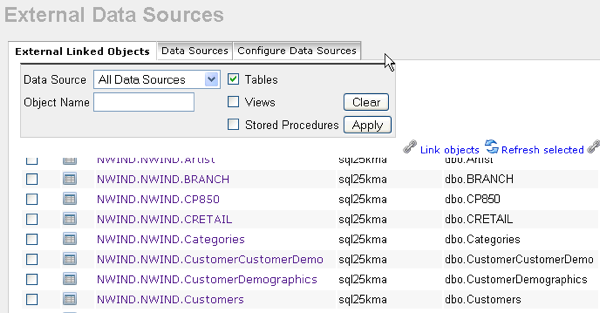 External Data Sources
External Linked Objects Data Sources Configure Data Sources
Data Source All Data Sources Tables
Object Name Views Clear
Stored Procedures Apply
Link objects Refresh selected
NWIND.NWIND.Artist sql25kma dbo.Artist
NWIND.NWIND.BRANCH sql25kma dbo.BRANCH
NWIND.NWIND.CP850 sql25kma dbo.CP850
NWIND.NWIND.CRETAIL sql25kma dbo.CRETAIL
NWIND.NWIND.Categories sql25kma dbo.Categories
NWIND.NWIND.CustomerCustomerDemo sql25kma dbo.CustomerCustomerDemo
NWIND.NWIND.CustomerDemographics sql25kma dbo.CustomerDemographics
NWIND.NWIND.Customers sql25kma dbo.Customers